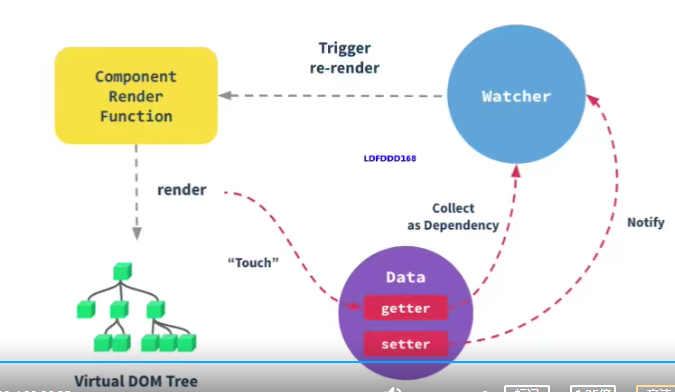 Trigger
re-render
Component
Render
Function
Watcher
LDFDDD168
render
Collect
as Dependency
Notify
“Touch”
Data
getter
setter
Virtual DOM Tree